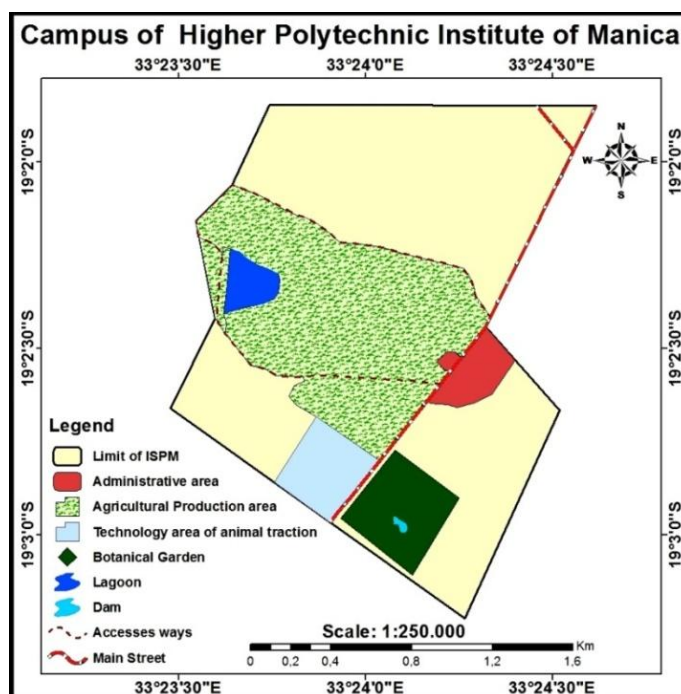 Campus of Higher Polytechnic Institute of Manica
33°23'30"E 33°24'0"E 33°24'30"E
N
W E
S
19°2'0"S 19°2'0"S
19°2'30"S 19°2'30"S
Legend
Limit of ISPM
Administrative area
Agricultural Production area
Technology area of animal traction
19°3'0"S 19°3'0"S
Botanical Garden
Lagoon
Dam
Accesses ways
Main Street
Scale: 1:250.000
Km
0 0,2 0,4 0,8 1,2 1,6
33°23'30"E 33°24'0"E 33°24'30"E